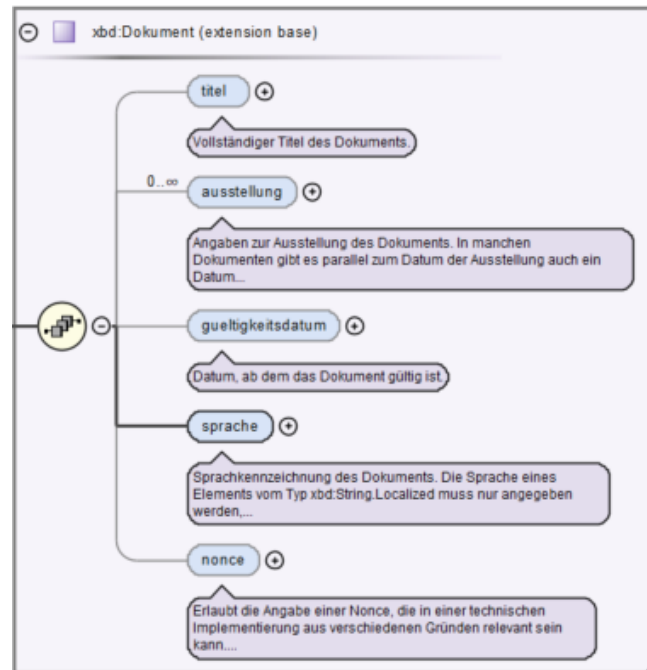 xbd:Dokument (extension base)
titel
Vollständiger Titel des Dokuments.
0..∞
ausstellung
Angaben zur Ausstellung des Dokuments. In manchen
Dokumenten gibt es parallel zum Datum der Ausstellung auch ein
Datum...
gueltigkeitsdatum
Datum, ab dem das Dokument gültig ist.
sprache
Sprachkennzeichnung des Dokuments. Die Sprache eines
Elements vom Typ xbd:String.Localized muss nur angegeben
werden,...
nonce
Erlaubt die Angabe einer Nonce, die in einer technischen
Implementierung aus verschiedenen Gründen relevant sein
kann....